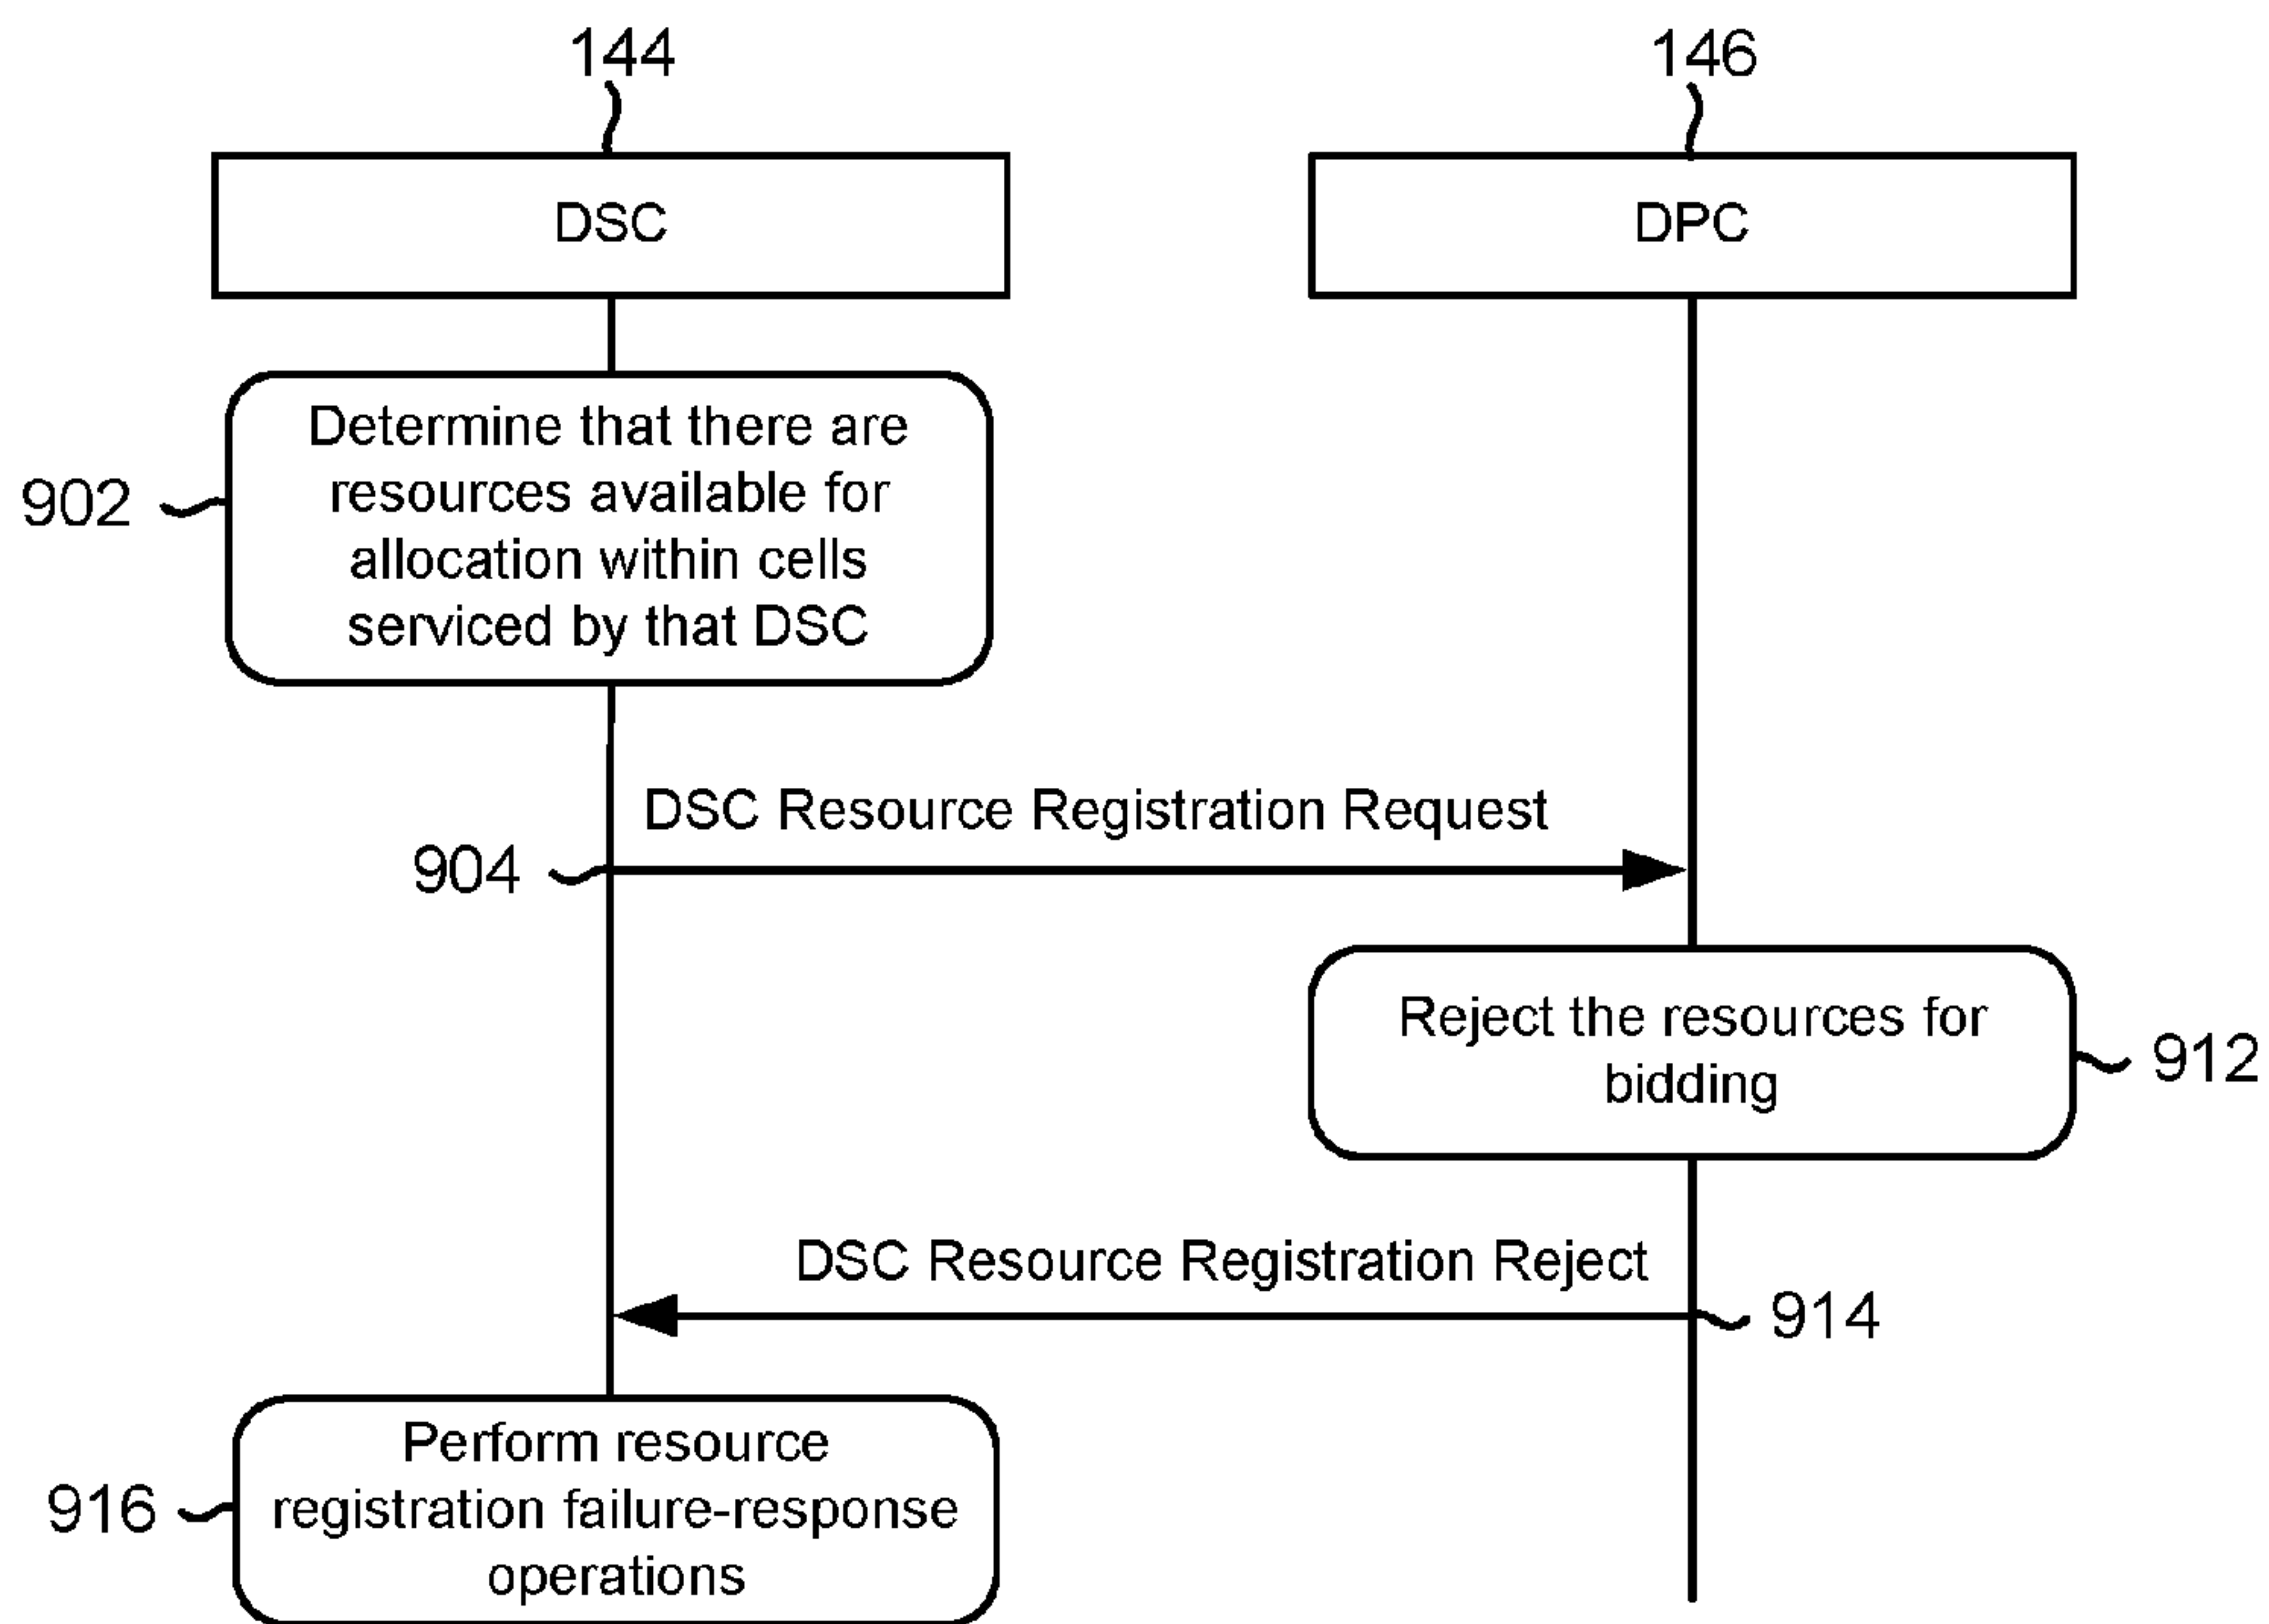 144
146
DSC
DPC
Determine that there are
resources available for
allocation within cells
serviced by that DSC
902
DSC Resource Registration Request
904
Reject the resources for
bidding
912
DSC Resource Registration Reject
914
Perform resource
registration failure-response
operations
916